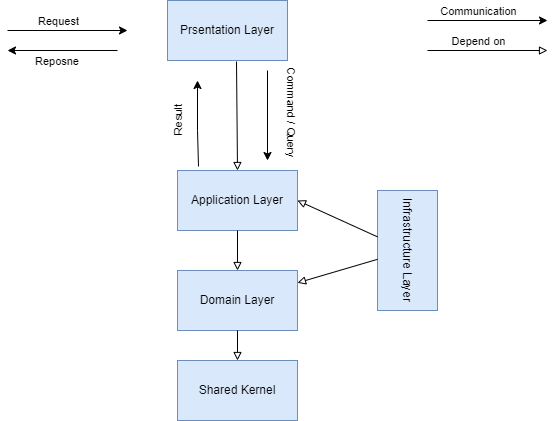 Request
Reposne
Prsentation Layer
Communication
Depend on
Result
Command / Query
Application Layer
Infrastructure Layer
Domain Layer
Shared Kernel